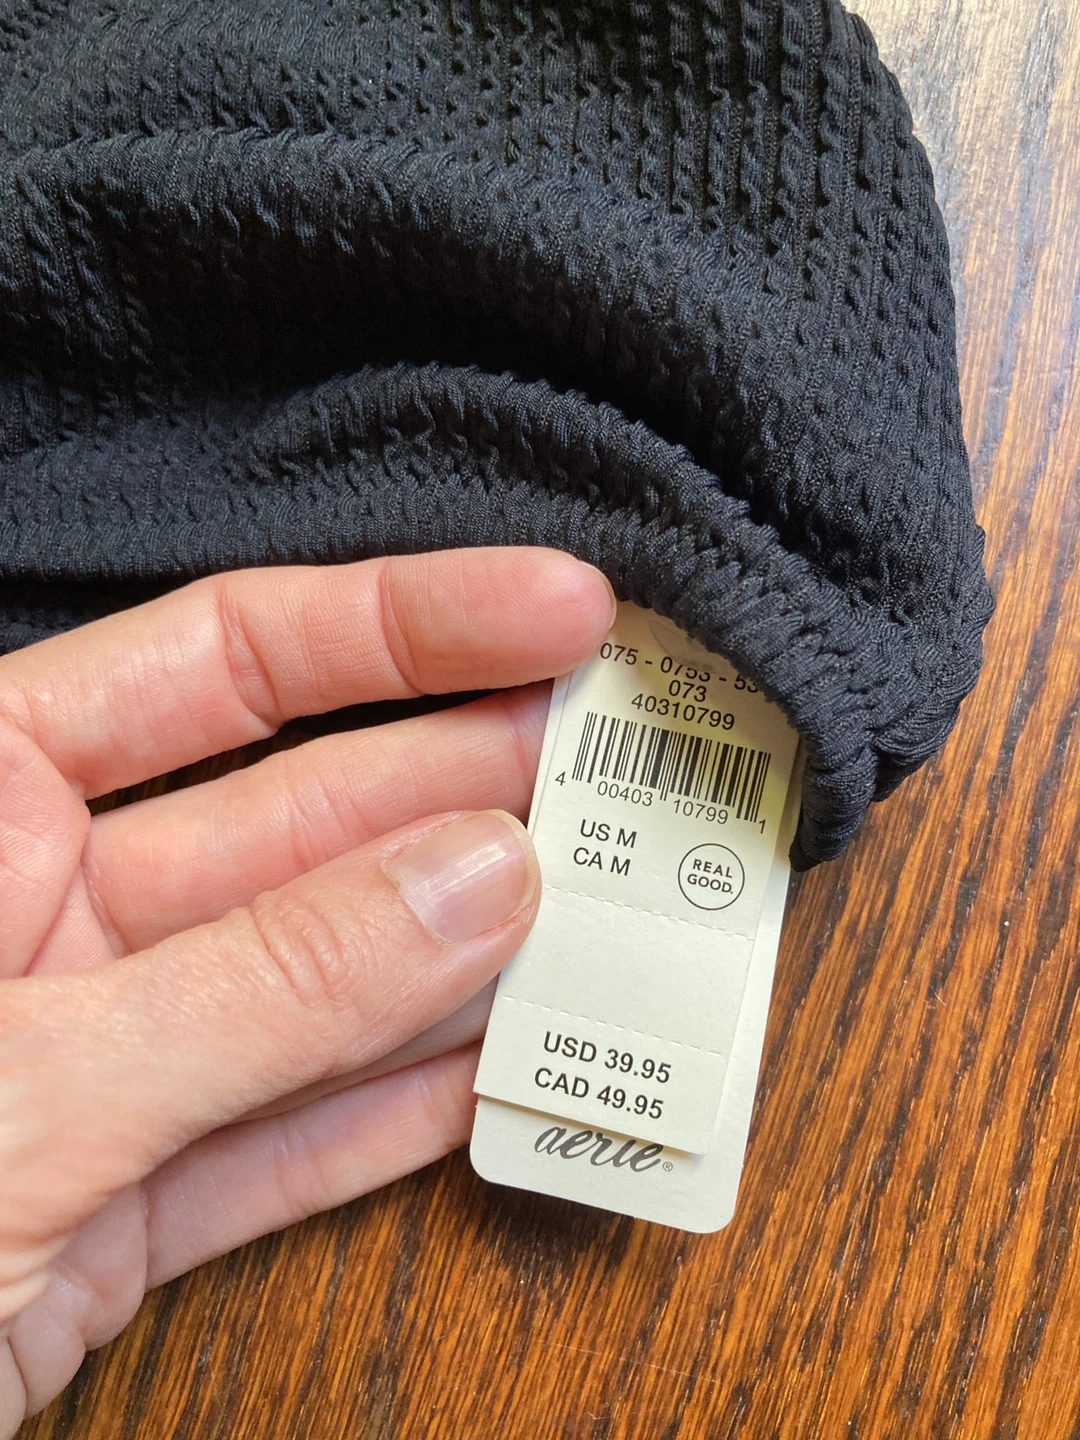 075 - 0753 - 53
073
40310799
4 00403 10799 1
US M
CA M
REAL
GOOD.
USD 39.95
CAD 49.95
aerie®